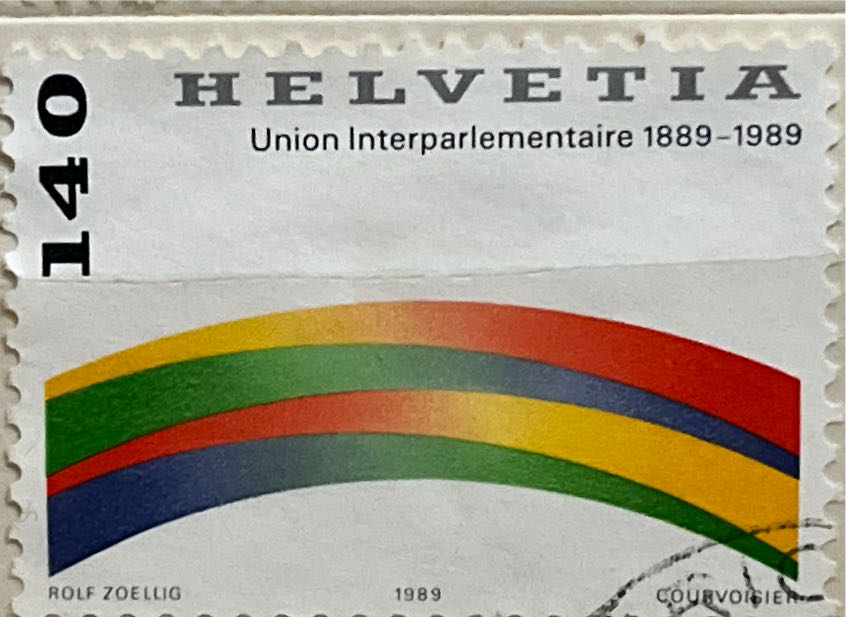 140
HELVETIA
Union Interparlementaire 1889–1989
ROLF ZOELLIG 1989 COURVOISIER